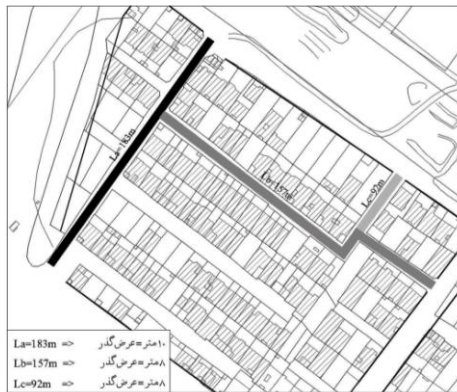 La=183m
Lb=157m
Lc=92m
La=183m => ۱۰متر=عرض گذر
Lb=157m => ۸متر=عرض گذر
Lc=92m => ۸متر=عرض گذر